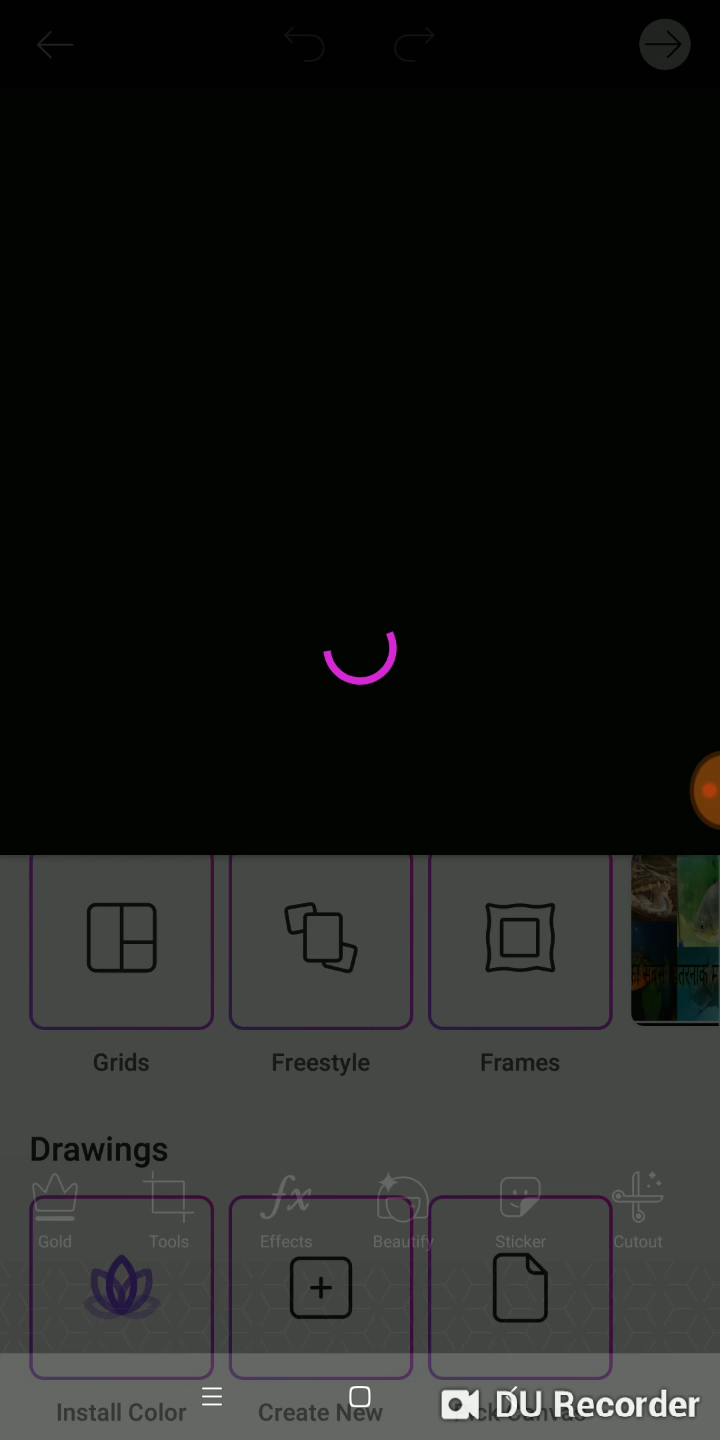 Grids Freestyle Frames
Drawings
Gold Tools Effects Beautify Sticker Cutout
Install Color Create New
DU Recorder